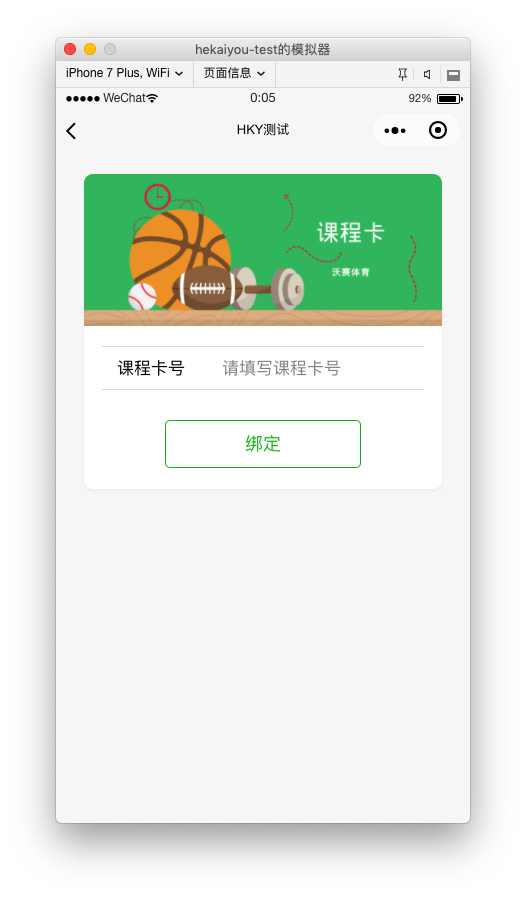 hekaiyou-test的模拟器
iPhone 7 Plus, WiFi 页面信息
WeChat 0:05 92%
HKY测试
课程卡
沃赛体育
课程卡号 请填写课程卡号
绑定